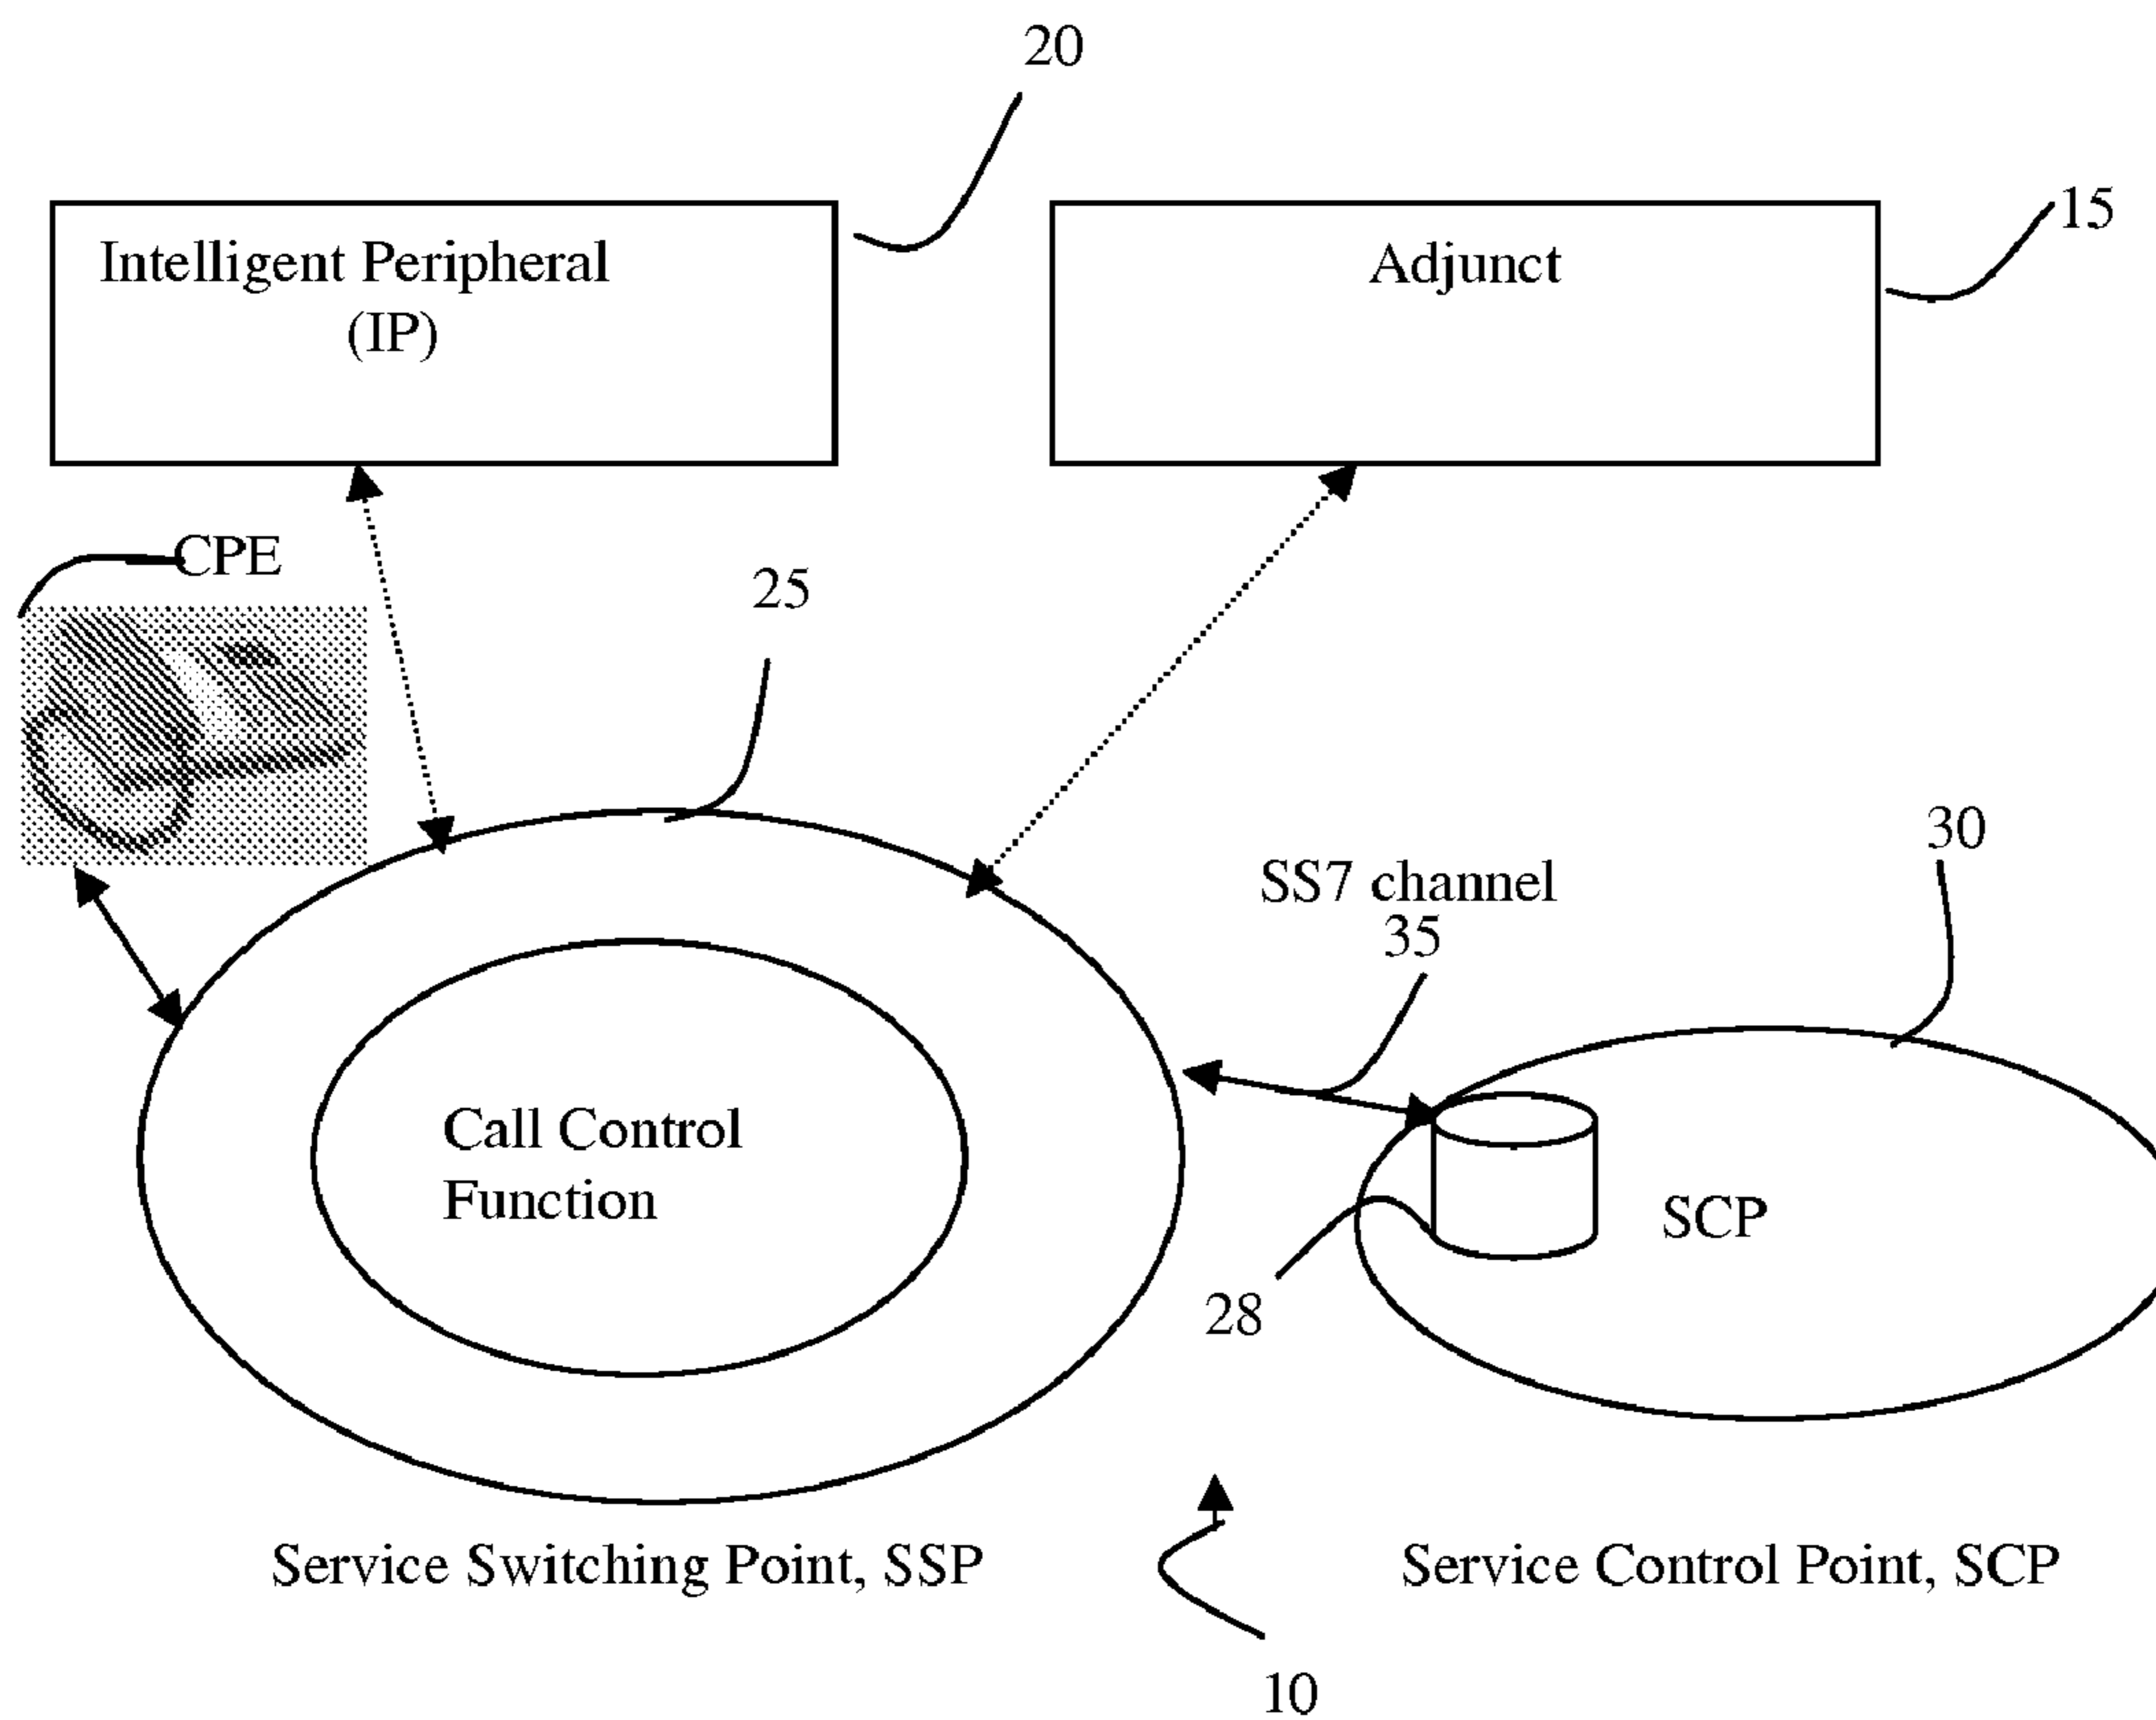 20
15
Intelligent Peripheral
(IP)
Adjunct
CPE
25
30
SS7 channel
35
Call Control
Function
SCP
28
Service Switching Point, SSP
Service Control Point, SCP
10